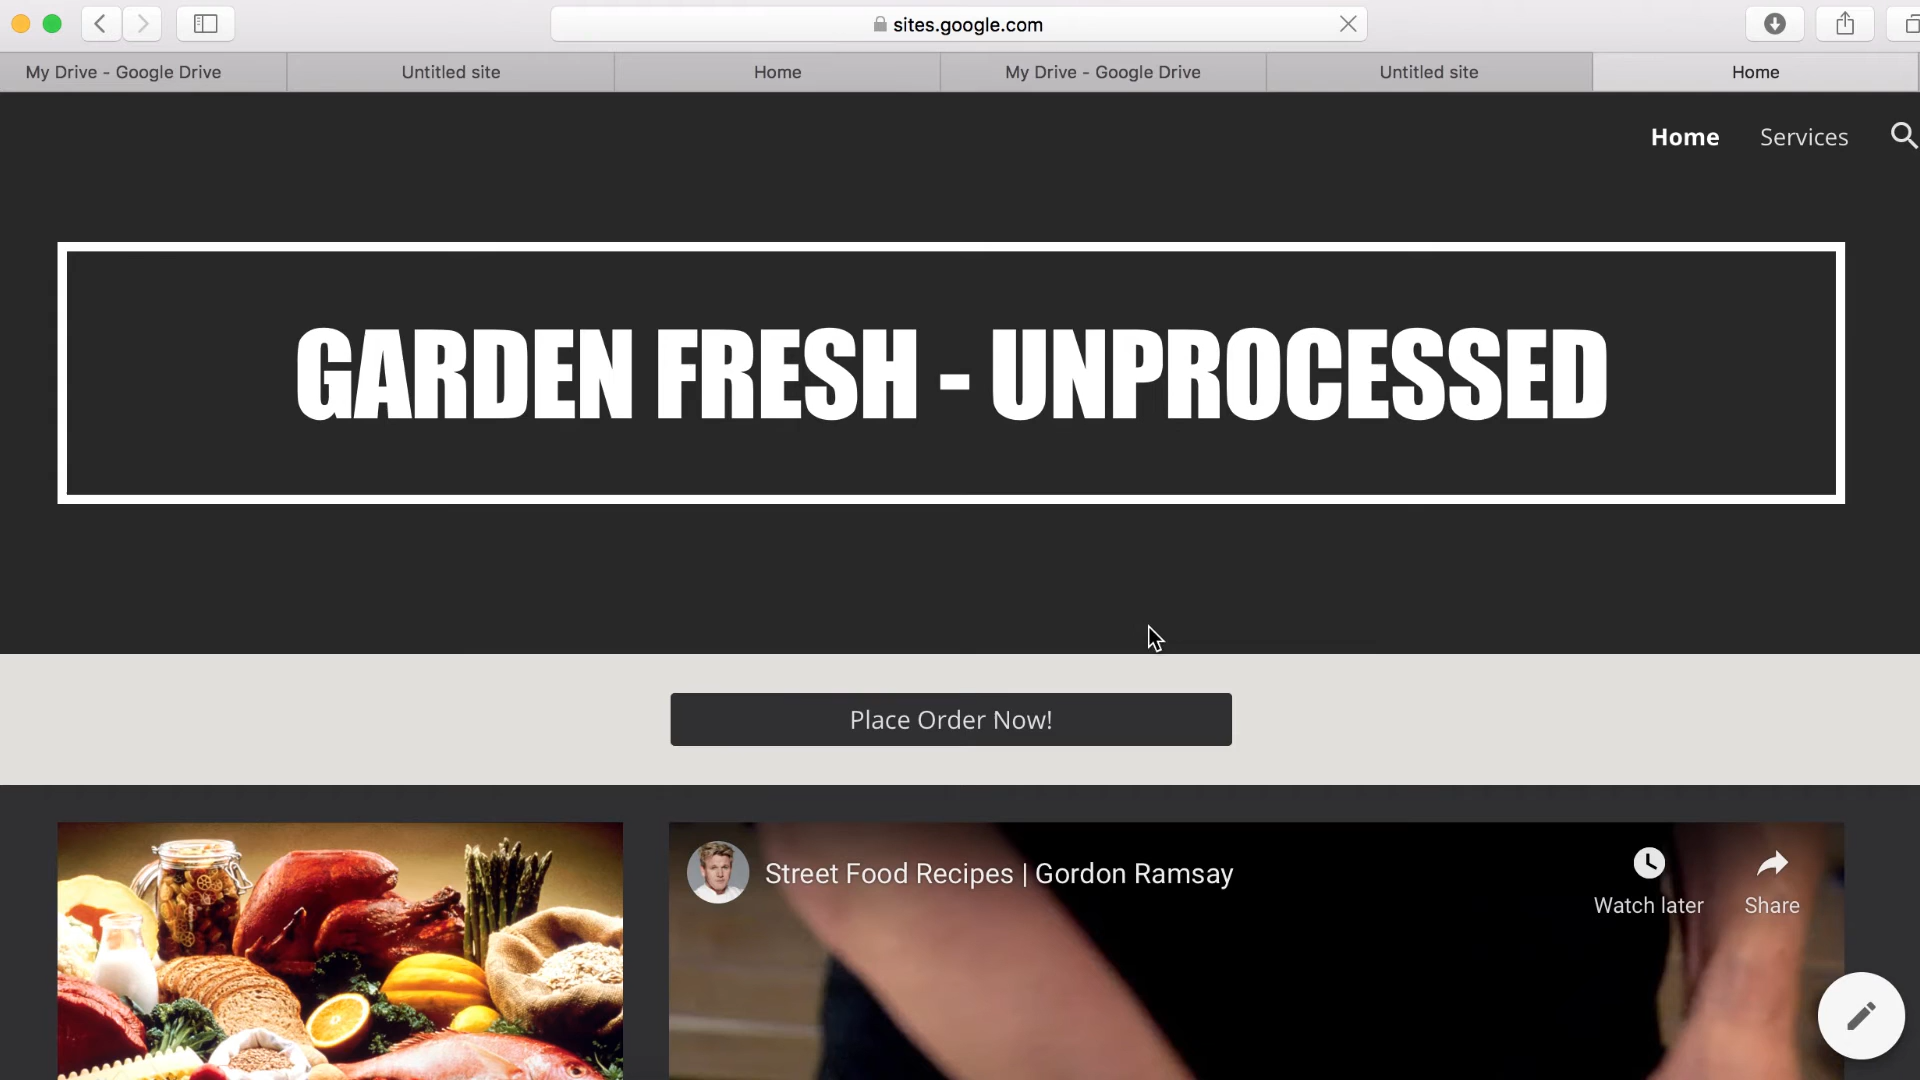 sites.google.com
My Drive - Google Drive
Untitled site
Home
My Drive - Google Drive
Untitled site
Home
Home
Services
GARDEN FRESH - UNPROCESSED
Place Order Now!
Street Food Recipes | Gordon Ramsay
Watch later
Share